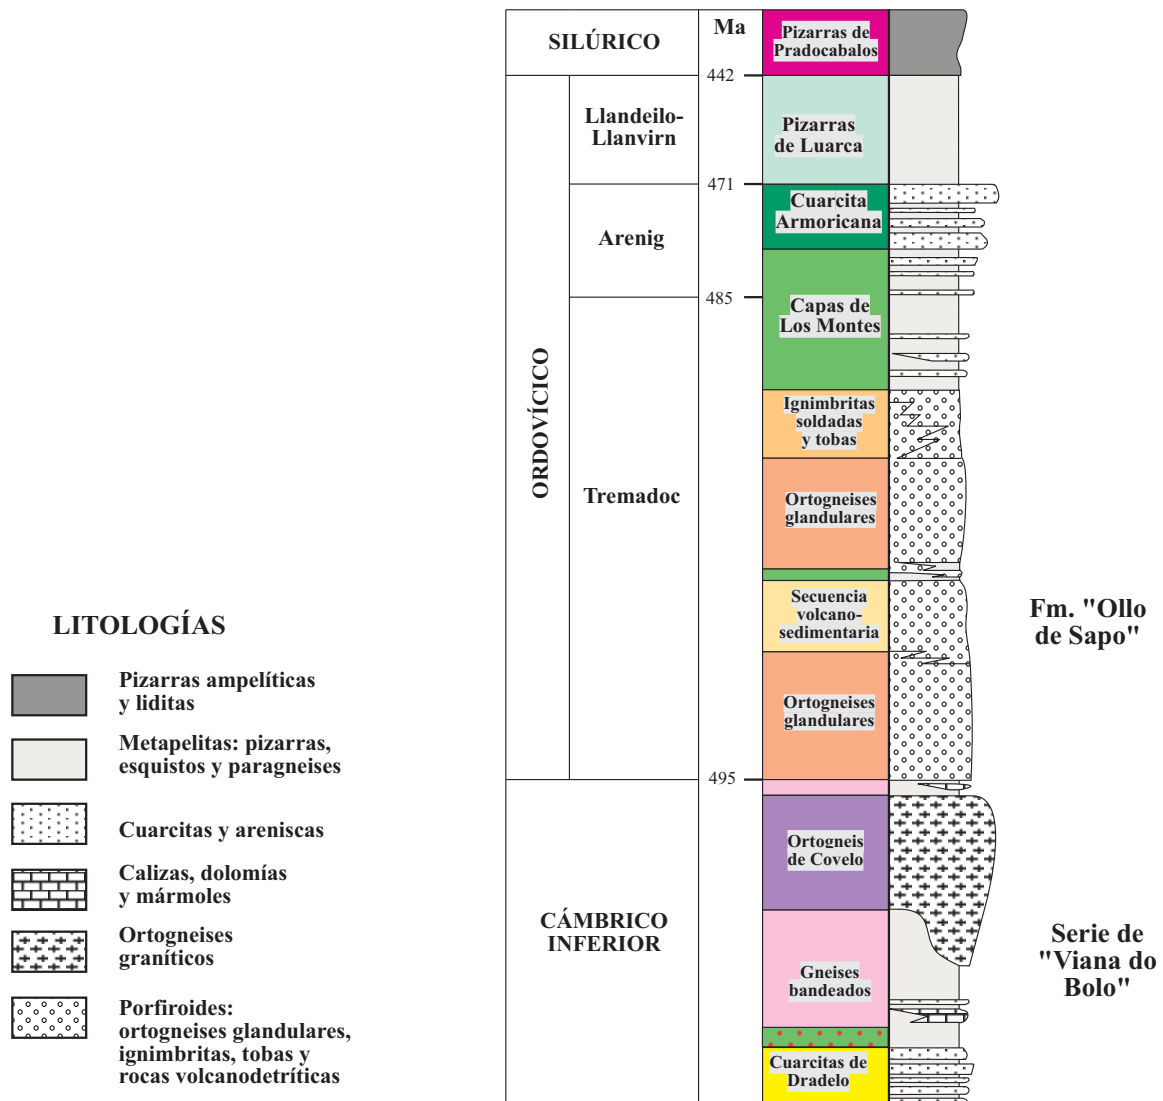 SILÚRICO
Ma
Pizarras de
Pradocabalos
442
Llandeilo-
Llanvirn
Pizarras
de Luarca
471
Arenig
Cuarcita
Armoricana
485
Capas de
Los Montes
ORDOVÍCICO
Tremadoc
Ignimbritas
soldadas
y tobas
Ortogneises
glandulares
Secuencia
volcano-
sedimentaria
Fm. "Ollo
de Sapo"
Ortogneises
glandulares
495
CÁMBRICO
INFERIOR
Ortogneis
de Covelo
Gneises
bandeados
Serie de
"Viana do
Bolo"
Cuarcitas de
Dradelo
LITOLOGÍAS
Pizarras ampelíticas
y liditas
Metapelitas: pizarras,
esquistos y paragneises
Cuarcitas y areniscas
Calizas, dolomías
y mármoles
Ortogneises
graníticos
Porfiroides:
ortogneises glandulares,
ignimbritas, tobas y
rocas volcanodetríticas